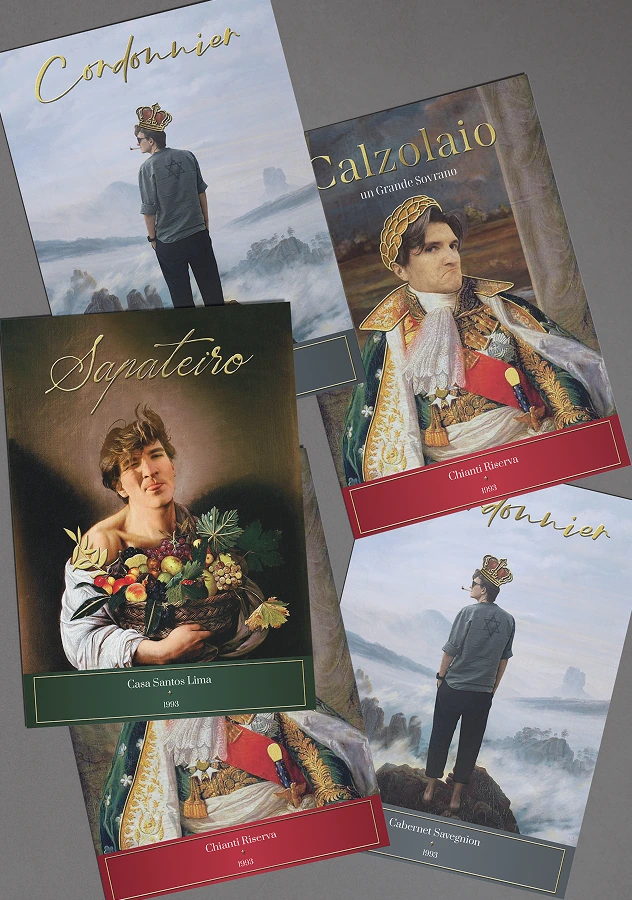 Cordonnier
Calzolaio
un Grande Sovrano
Chianti Riserva
1993
Sapateiro
Casa Santos Lima
1993
donnier
Cabernet Savegnion
1993
Chianti Riserva
1993